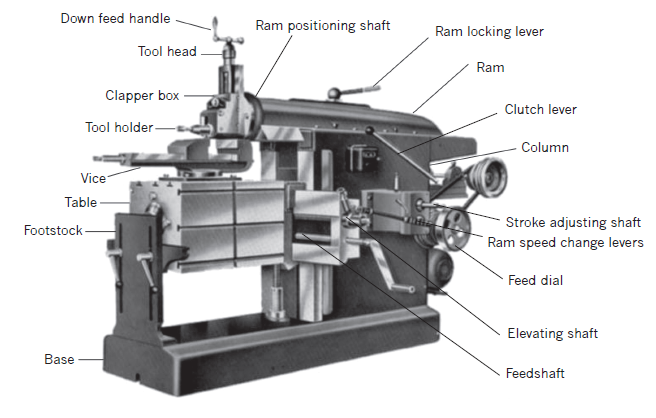 Down feed handle
Ram positioning shaft
Ram locking lever
Tool head
Ram
Clapper box
Clutch lever
Tool holder
Column
Vice
Table
Stroke adjusting shaft
Footstock
Ram speed change levers
Feed dial
Elevating shaft
Base
Feedshaft